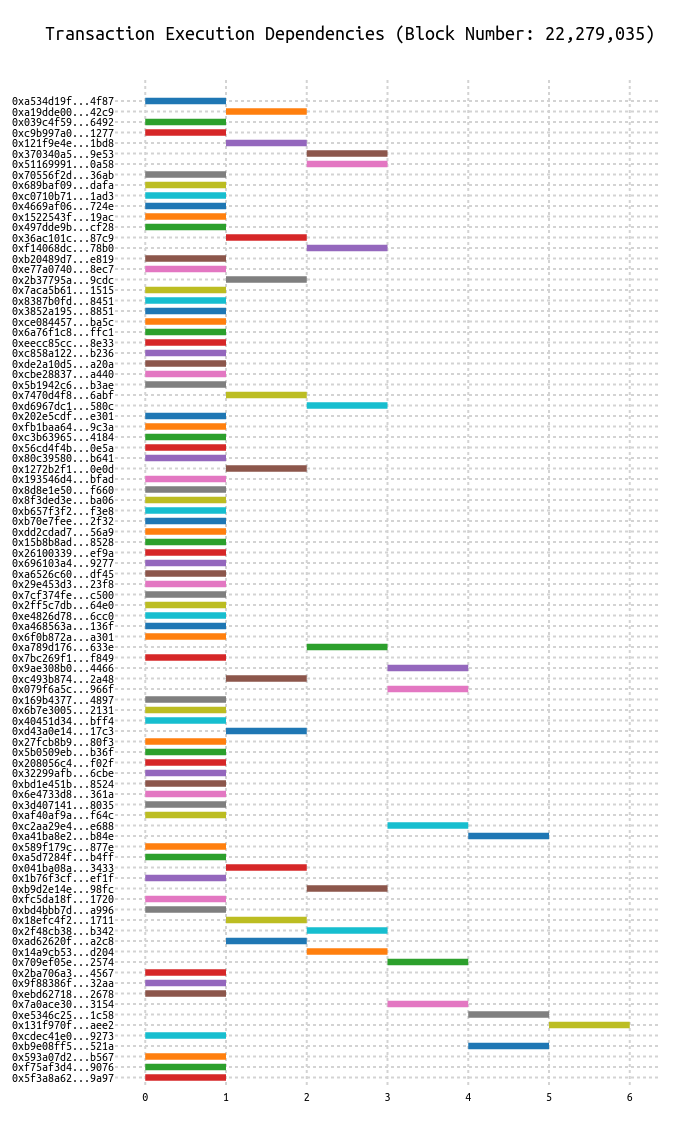 Transaction Execution Dependencies (Block Number: 22,279,035)
0xa534d19f...4f87
0xa19dde00...42c9
0x039c4f59...6492
0xc9b997a0...1277
0x121f9e4e...1bd8
0x370340a5...9e53
0x51169991...0a58
0x70556f2d...36ab
0x689baf09...dafa
0xc0710b71...1ad3
0x4669af06...724e
0x1522543f...19ac
0x497dde9b...cf28
0x36ac101c...87c9
0xf14068dc...78b0
0xb20489d7...e819
0xe77a0740...8ec7
0x2b37795a...9cdc
0x7aca5b61...1515
0x8387b0fd...8451
0x3852a195...8851
0xce084457...ba5c
0x6a76f1c8...ffc1
0xeecc85cc...8e33
0xc858a122...b236
0xde2a10d5...a20a
0xcbe28837...a440
0x5b1942c6...b3ae
0x7470d4f8...6abf
0xd6967dc1...580c
0x202e5cdf...e301
0xfb1baa64...9c3a
0xc3b63965...4184
0x56cd4f4b...0e5a
0x80c39580...b641
0x1272b2f1...0e0d
0x193546d4...bfad
0x8d8e1e50...f660
0x8f3ded3e...ba06
0xb657f3f2...f3e8
0xb70e7fee...2f32
0xdd2cdad7...56a9
0x15b8b8ad...8528
0x26100339...ef9a
0x696103a4...9277
0xa6526c60...df45
0x29e453d3...23f8
0x7cf374fe...c500
0x2ff5c7db...64e0
0xe4826d78...6cc0
0xa468563a...136f
0x6f0b872a...a301
0xa789d176...633e
0x7bc269f1...f849
0x9ae308b0...4466
0xc493b874...2a48
0x079f6a5c...966f
0x169b4377...4897
0x6b7e3005...2131
0x40451d34...bff4
0xd43a0e14...17c3
0x27fcb8b9...80f3
0x5b0509eb...b36f
0x208056c4...f02f
0x32299afb...6cbe
0xbd1e451b...8524
0x6e4733d8...361a
0x3d407141...8035
0xaf40af9a...f64c
0xc2aa29e4...e688
0xa41ba8e2...b84e
0x589f179c...877e
0xa5d7284f...b4ff
0x041ba08a...3433
0x1b76f3cf...ef1f
0xb9d2e14e...98fc
0xfc5da18f...1720
0xbd4bbb7d...a996
0x18efc4f2...1711
0x2f48cb38...b342
0xad62620f...a2c8
0x14a9cb53...d204
0x709ef05e...2574
0x2ba706a3...4567
0x9f88386f...32aa
0xebd62718...2678
0x7a0ace30...3154
0xe5346c25...1c58
0x131f970f...aee2
0xcdec41e0...9273
0xb9e08ff5...521a
0x593a07d2...b567
0xf75af3d4...9076
0x5f3a8a62...9a97
0 1 2 3 4 5 6